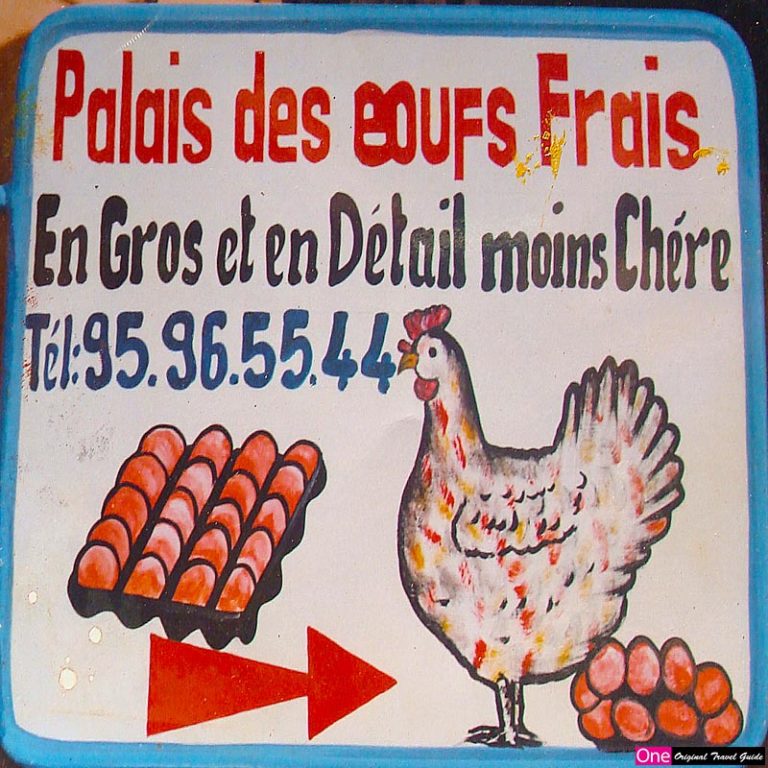 Palais des œoufs Frais
En Gros et en Détail moins Chére
Tél: 95.96.55.44
One Original Travel Guide